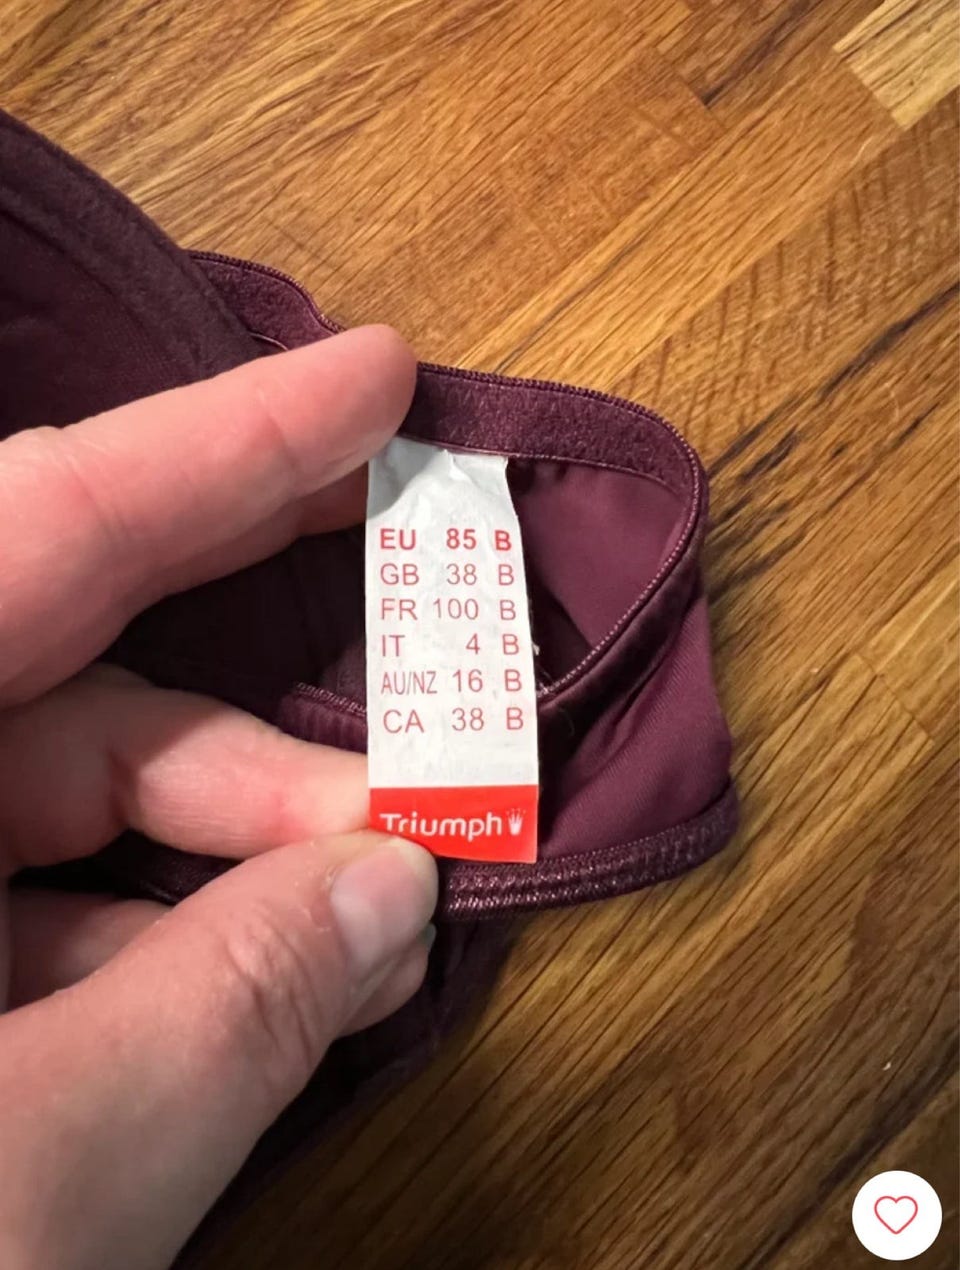 EU 85 B
GB 38 B
FR 100 B
IT 4 B
AU/NZ 16 B
CA 38 B
Triumph